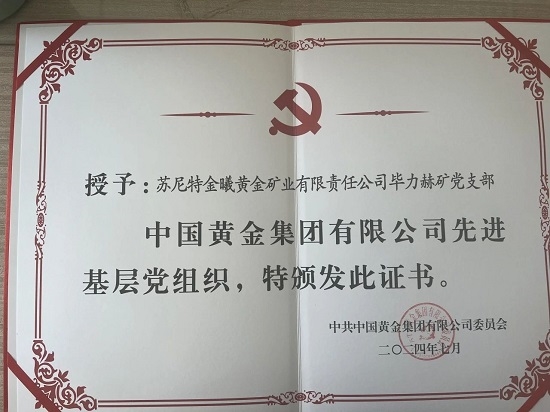 授予：苏尼特金曦黄金矿业有限责任公司毕力赫矿党支部
中国黄金集团有限公司先进
基层党组织，特颁发此证书。
中共中国黄金集团有限公司委员会
二〇二四年七月